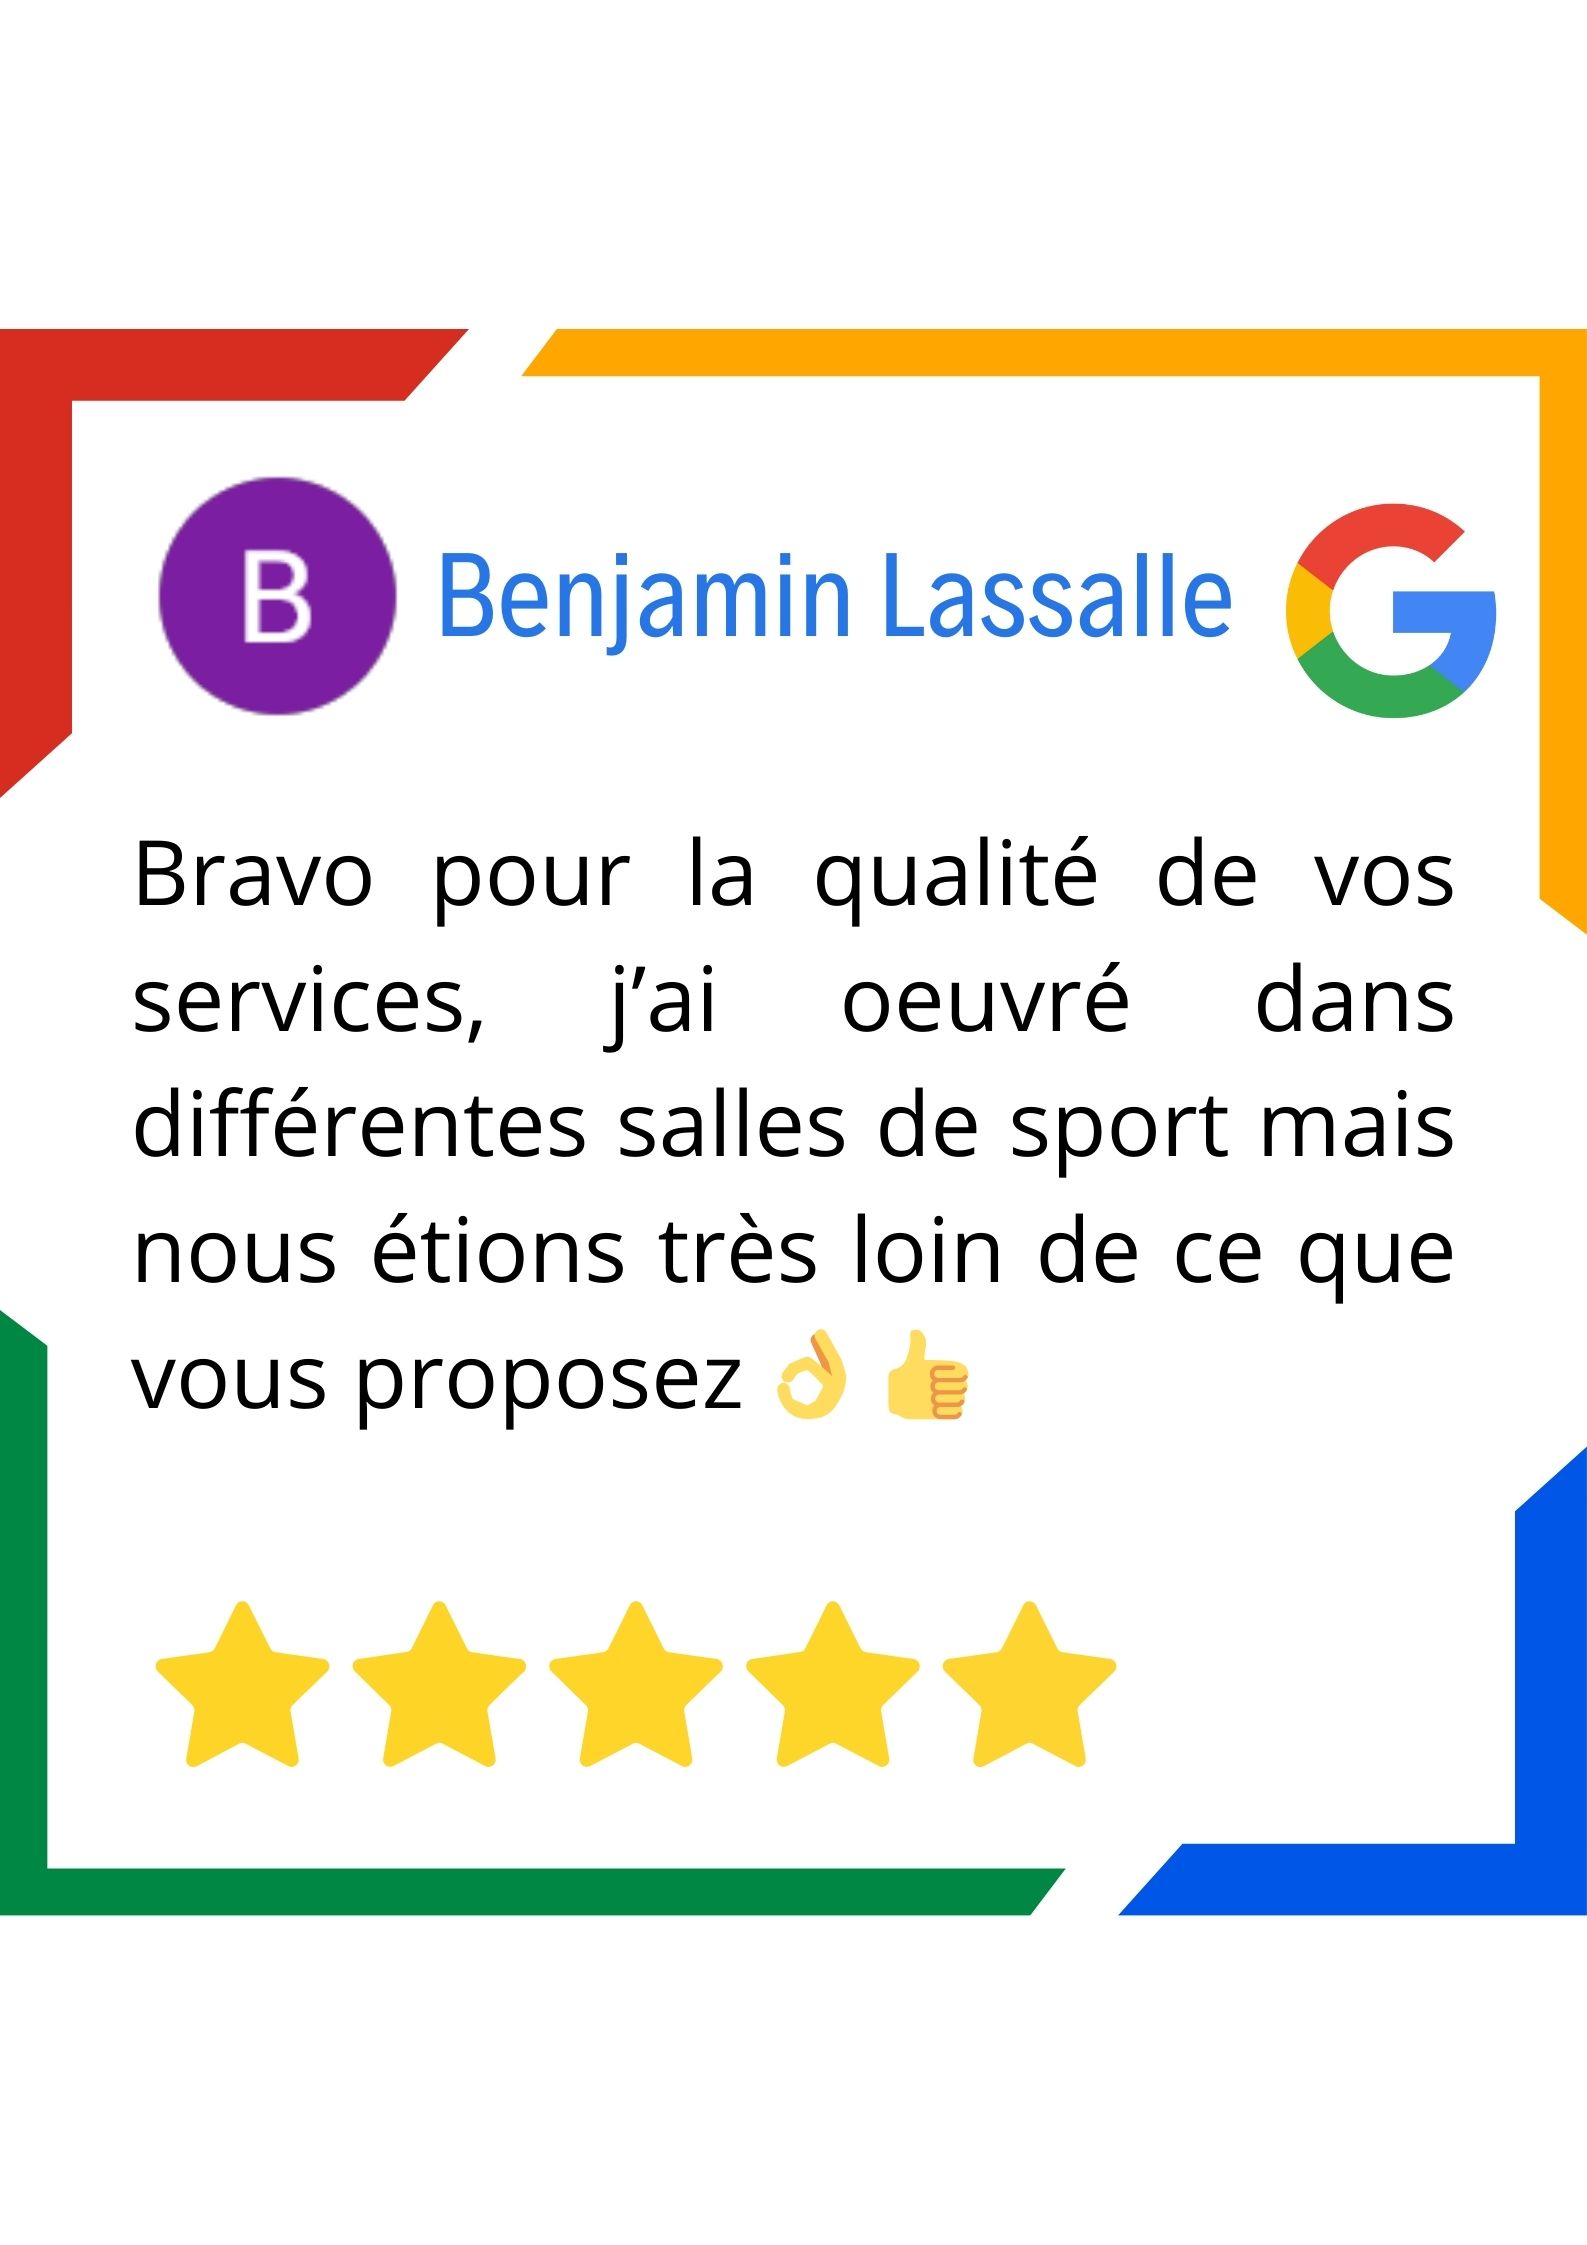 B
Benjamin Lassalle
G
Bravo pour la qualité de vos
services, j’ai oeuvré dans
différentes salles de sport mais
nous étions très loin de ce que
vous proposez 👌 👍